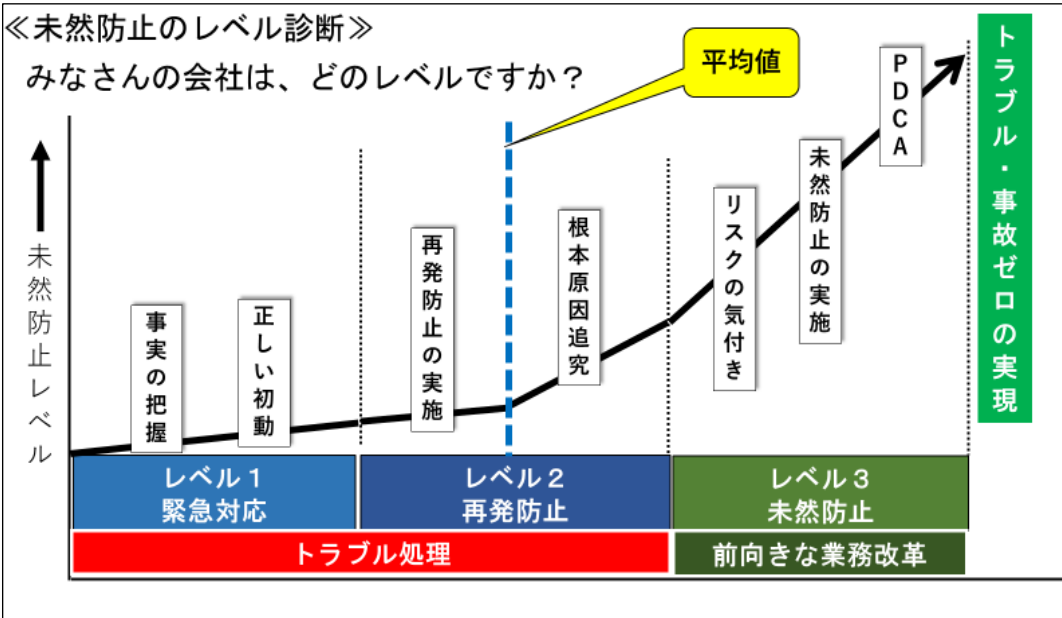 ≪未然防止のレベル診断≫
みなさんの会社は、どのレベルですか？
平均値
未然防止レベル
事実の把握
正しい初動
再発防止の実施
根本原因追究
リスクの気付き
未然防止の実施
PDCA
トラブル・事故ゼロの実現
レベル１
緊急対応
レベル２
再発防止
レベル３
未然防止
トラブル処理
前向きな業務改革